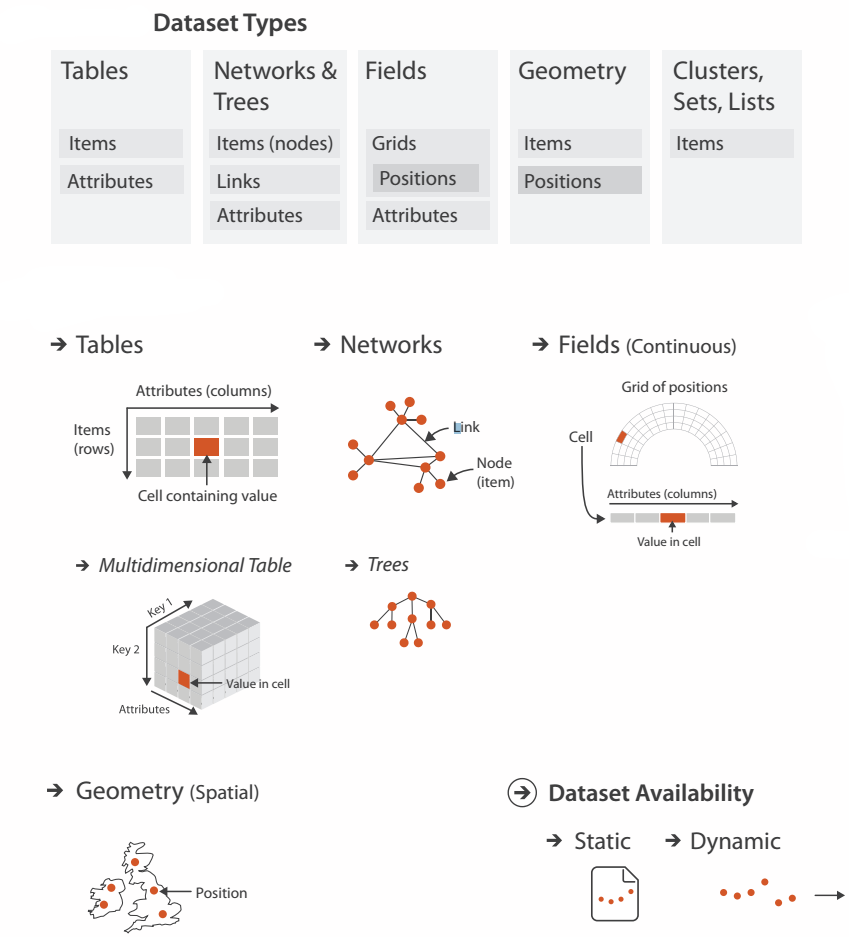 Dataset Types
Tables
Items
Attributes
Networks &
Trees
Items (nodes)
Links
Attributes
Fields
Grids
Positions
Attributes
Geometry
Items
Positions
Clusters,
Sets, Lists
Items
→ Tables
Attributes (columns)
Items
(rows)
Cell containing value
→ Networks
Link
Node
(item)
→ Fields (Continuous)
Grid of positions
Cell
Attributes (columns)
Value in cell
→ Multidimensional Table
Key 1
Key 2
Value in cell
Attributes
→ Trees
→ Geometry (Spatial)
Position
→ Dataset Availability
→ Static
→ Dynamic